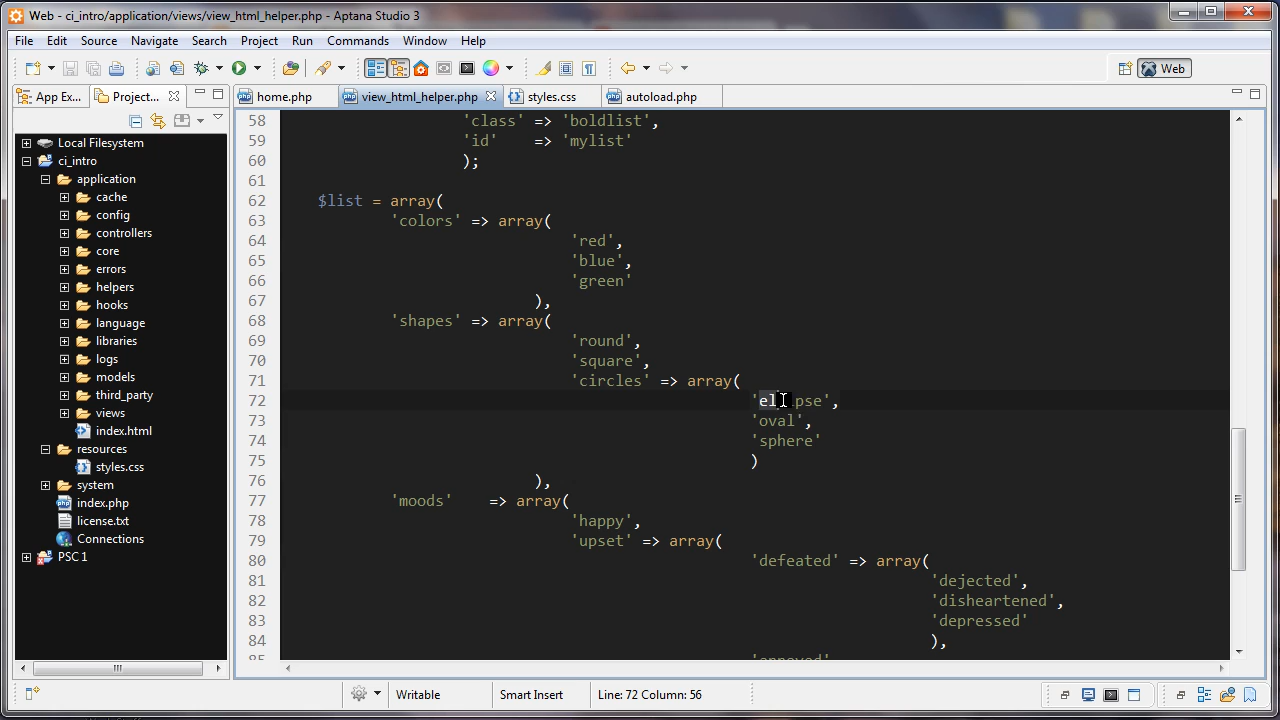 Web - ci_intro/application/views/view_html_helper.php - Aptana Studio 3
File Edit Source Navigate Search Project Run Commands Window Help
Web
App Ex... Project... home.php view_html_helper.php styles.css autoload.php
Local Filesystem
ci_intro
application
cache
config
controllers
core
errors
helpers
hooks
language
libraries
logs
models
third_party
views
index.html
resources
styles.css
system
index.php
license.txt
Connections
PSC 1
58 'class' => 'boldlist',
59 'id' => 'mylist'
60 );
61
62 $list = array(
63 'colors' => array(
64 'red',
65 'blue',
66 'green'
67 ),
68 'shapes' => array(
69 'round',
70 'square',
71 'circles' => array(
72 'ellipse',
73 'oval',
74 'sphere'
75 )
76 ),
77 'moods' => array(
78 'happy',
79 'upset' => array(
80 'defeated' => array(
81 'dejected',
82 'disheartened',
83 'depressed'
84 ),
85 'annoyed'
Writable Smart Insert Line: 72 Column: 56